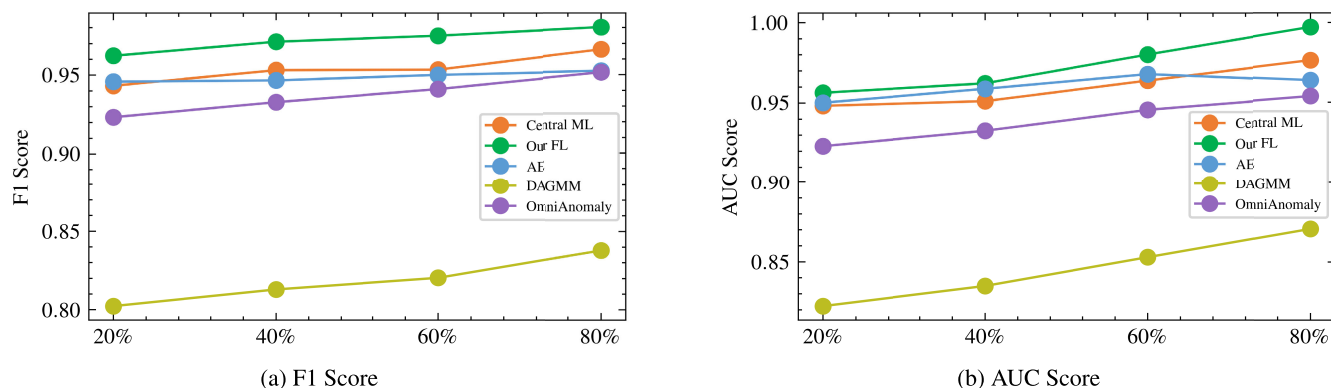 0.95
0.90
0.85
0.80
F1 Score
Central ML
Our FL
AE
DAGMM
OmniAnomaly
20%
40%
60%
80%
(a) F1 Score
1.00
0.95
0.90
0.85
AUC Score
Central ML
Our FL
AE
DAGMM
OmniAnomaly
20%
40%
60%
80%
(b) AUC Score